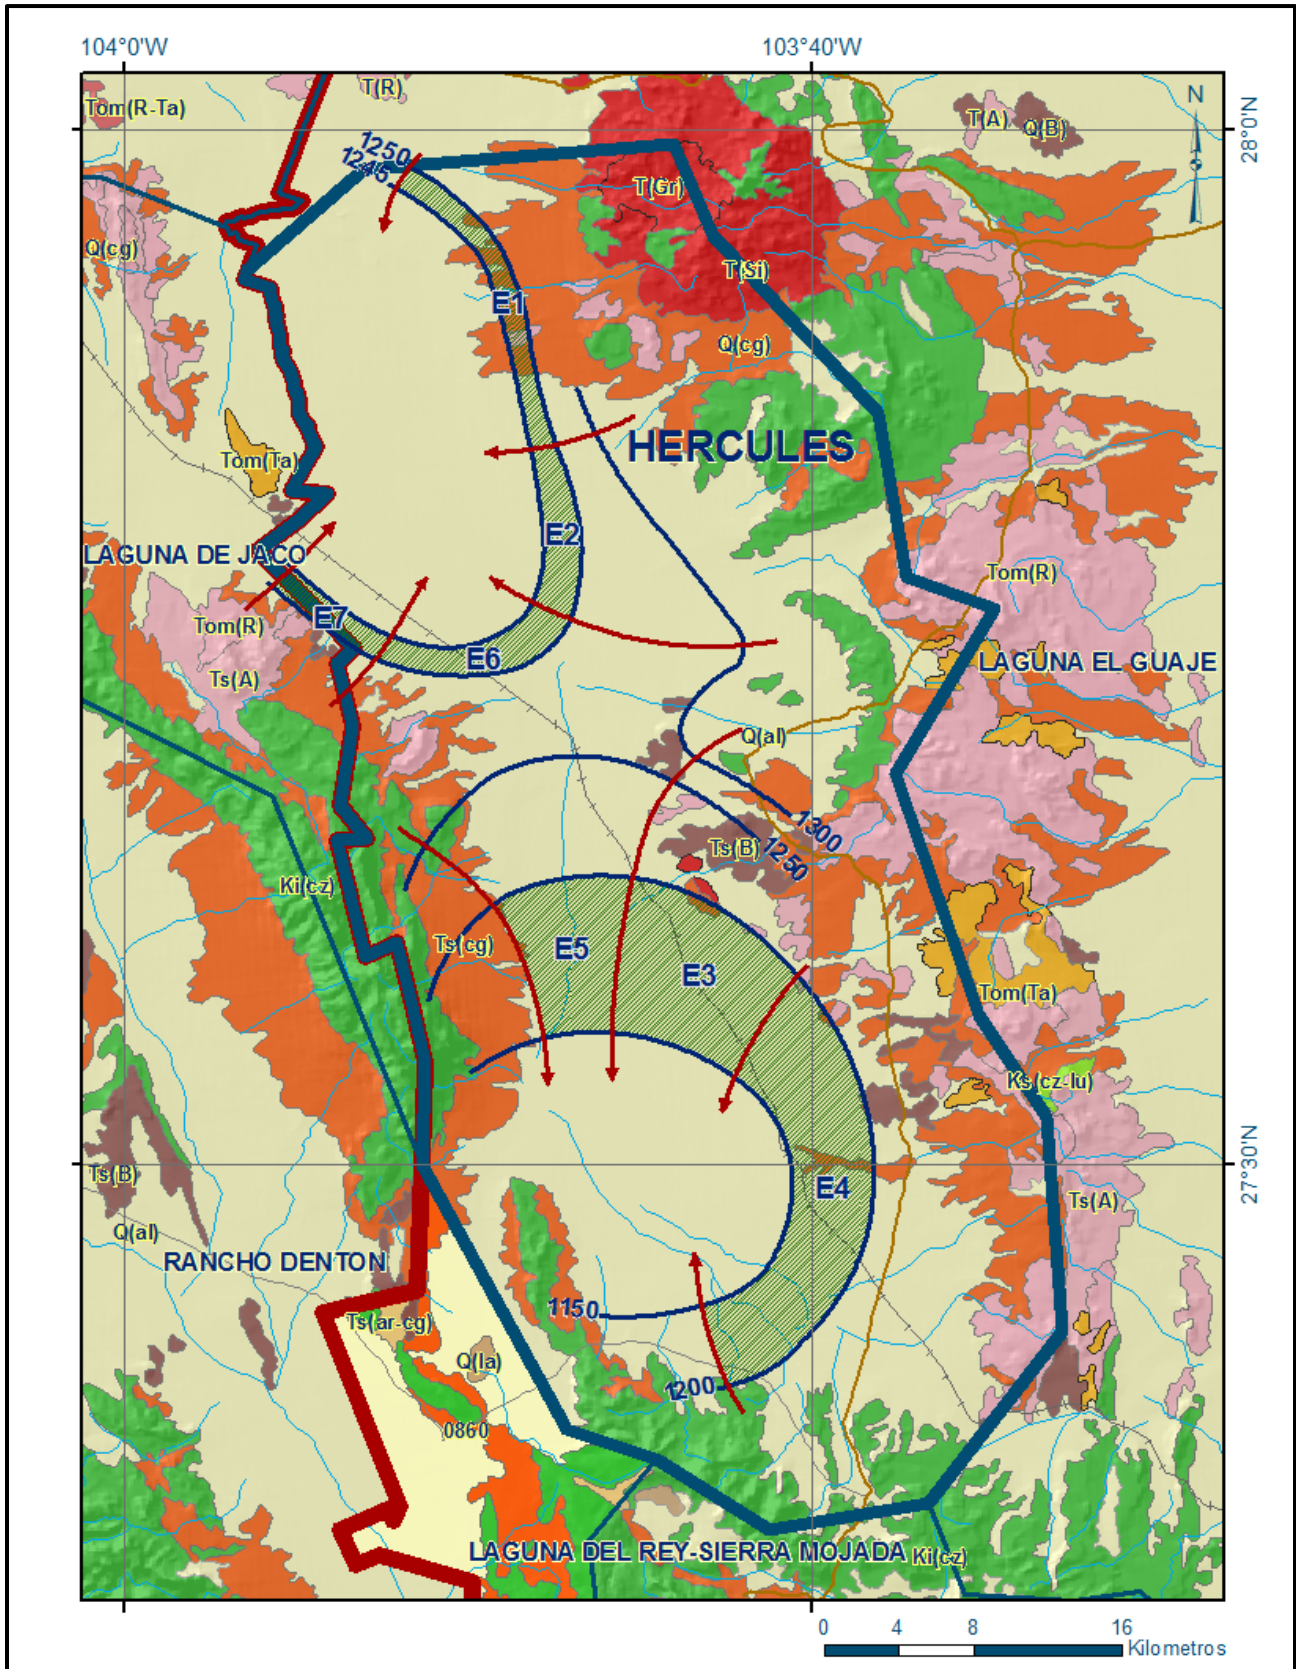 104°0'W
103°40'W
T(R)
Tom(R-Ta)
T(A)
Q(B)
N
28°0'N
1250
1245
T(Gr)
Q(cg)
T(Si)
E1
Q(cg)
HERCULES
Tom(Ta)
E2
LAGUNA DE JACO
Tom(R)
E7
Tom(R)
E6
LAGUNA EL GUAJE
Ts(A)
Q(al)
1300
Ts(B)
1250
Ki(cz)
Ts(cg)
E5
E3
Tom(Ta)
Ks(cz-lu)
Ts(B)
E4
27°30'N
Ts(A)
Q(al)
RANCHO DENTON
1150
Ts(ar-cg)
Q(la)
1200
0860
LAGUNA DEL REY-SIERRA MOJADA
Ki(cz)
0 4 8 16
Kilometros